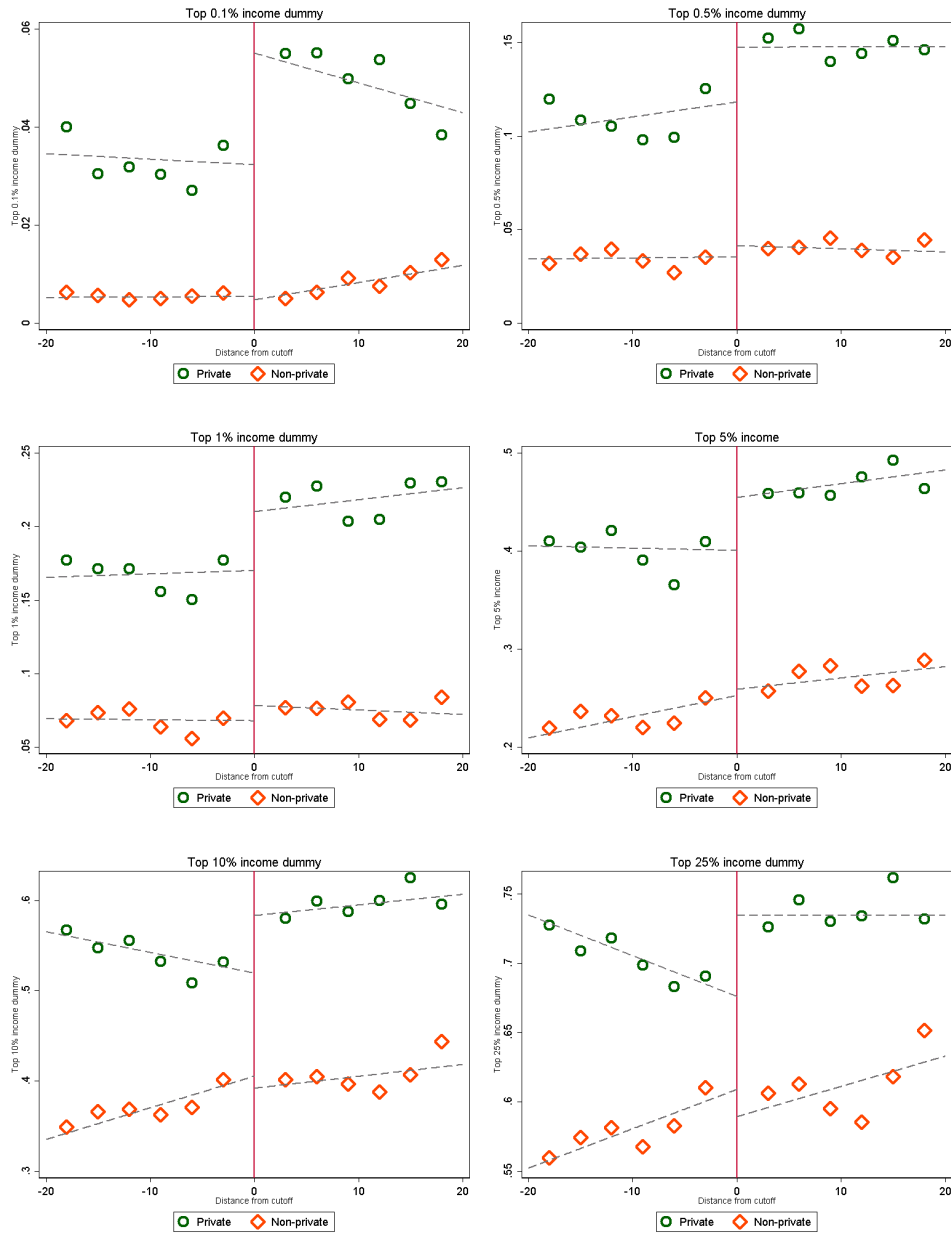 Top 0.1% income dummy
Top 0.1% income dummy
0 .02 .04 .06
-20 -10 0 10 20
Distance from cutoff
Private Non-private
Top 0.5% income dummy
Top 0.5% income dummy
0 .05 .1 .15
-20 -10 0 10 20
Distance from cutoff
Private Non-private
Top 1% income dummy
Top 1% income dummy
.05 .1 .15 .2 .25
-20 -10 0 10 20
Distance from cutoff
Private Non-private
Top 5% income
Top 5% income dummy
.2 .3 .4 .5
-20 -10 0 10 20
Distance from cutoff
Private Non-private
Top 10% income dummy
Top 10% income dummy
.3 .4 .5 .6
-20 -10 0 10 20
Distance from cutoff
Private Non-private
Top 25% income dummy
Top 25% income dummy
.55 .6 .65 .7 .75
-20 -10 0 10 20
Distance from cutoff
Private Non-private